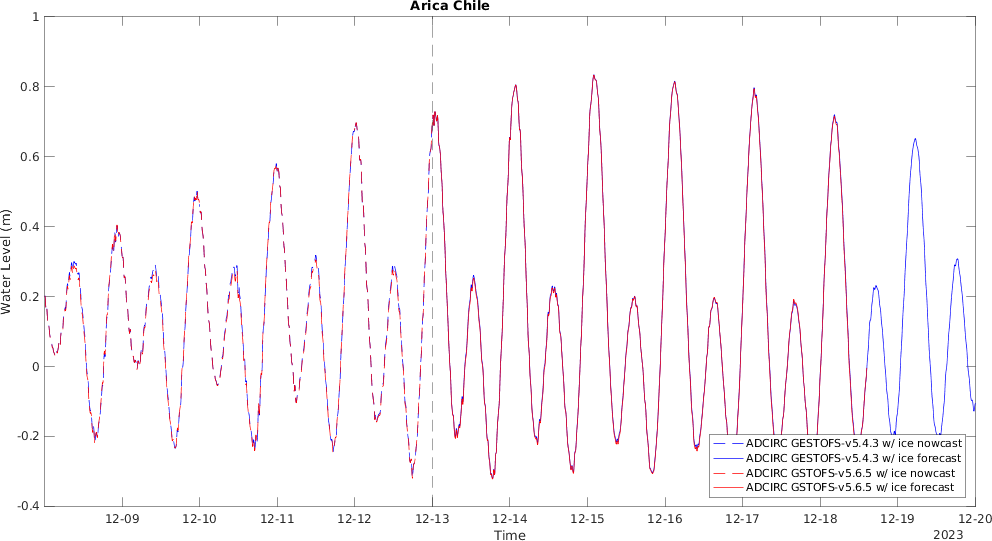 Arica Chile
Water Level (m)
1
0.8
0.6
0.4
0.2
0
-0.2
-0.4
ADCIRC GESTOFS-v5.4.3 w/ ice nowcast
ADCIRC GESTOFS-v5.4.3 w/ ice forecast
ADCIRC GSTOFS-v5.6.5 w/ ice nowcast
ADCIRC GSTOFS-v5.6.5 w/ ice forecast
12-09 12-10 12-11 12-12 12-13 12-14 12-15 12-16 12-17 12-18 12-19 12-20
Time
2023